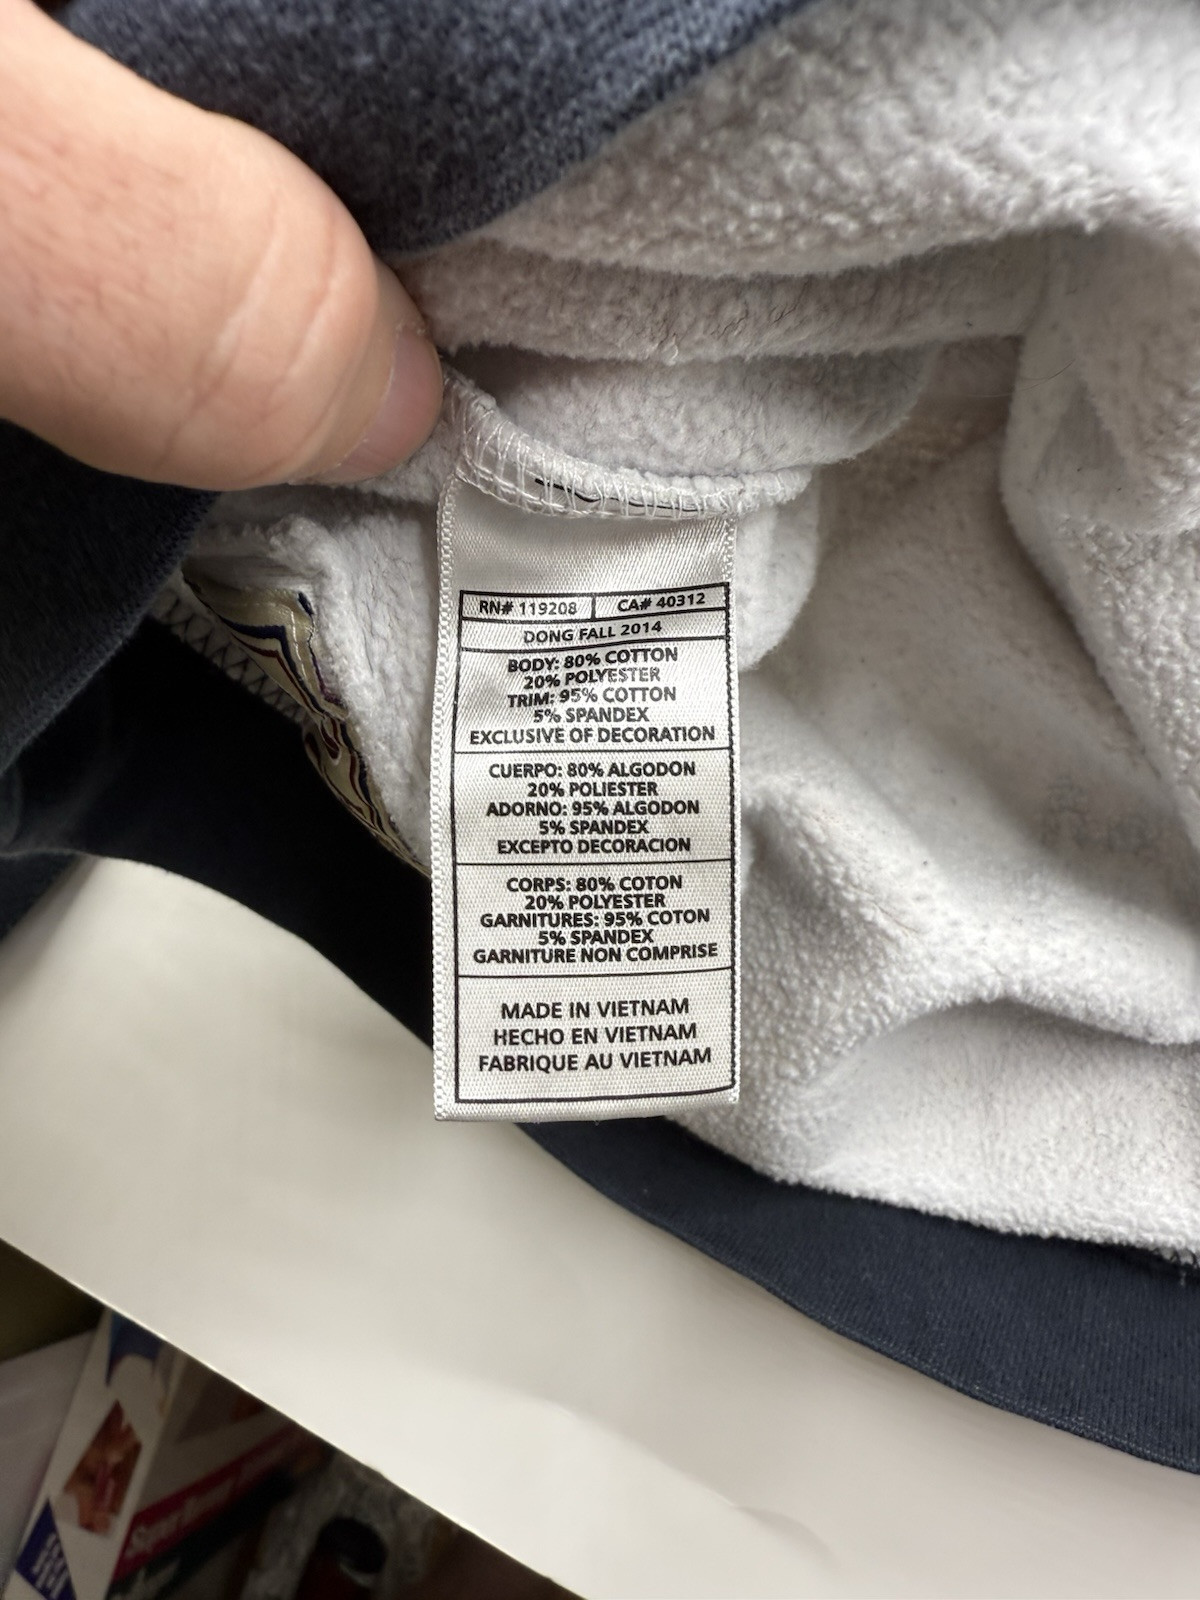 RN# 119208 CA# 40312
DONG FALL 2014
BODY: 80% COTTON
20% POLYESTER
TRIM: 95% COTTON
5% SPANDEX
EXCLUSIVE OF DECORATION
CUERPO: 80% ALGODON
20% POLIESTER
ADORNO: 95% ALGODON
5% SPANDEX
EXCEPTO DECORACION
CORPS: 80% COTON
20% POLYESTER
GARNITURES: 95% COTON
5% SPANDEX
GARNITURE NON COMPRISE
MADE IN VIETNAM
HECHO EN VIETNAM
FABRIQUE AU VIETNAM